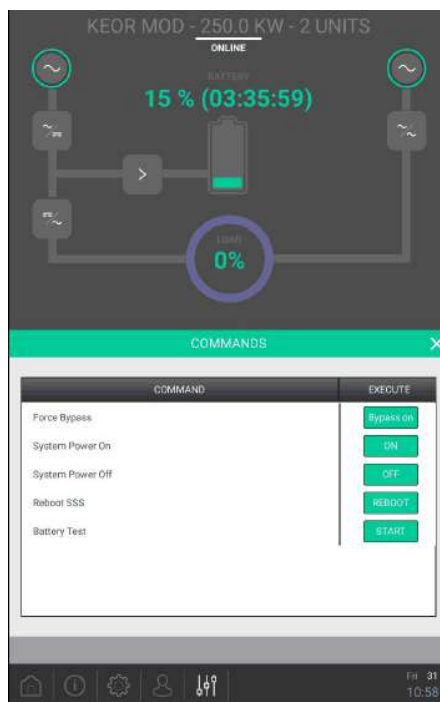 KEOR MOD - 250.0 KW - 2 UNITS
ONLINE
BATTERY
15 % (03:35:59)
LOAD
0%
COMMANDS
COMMAND EXECUTE
Force Bypass Bypass on
System Power On ON
System Power Off OFF
Reboot SSS REBOOT
Battery Test START
Fri 31
10:58